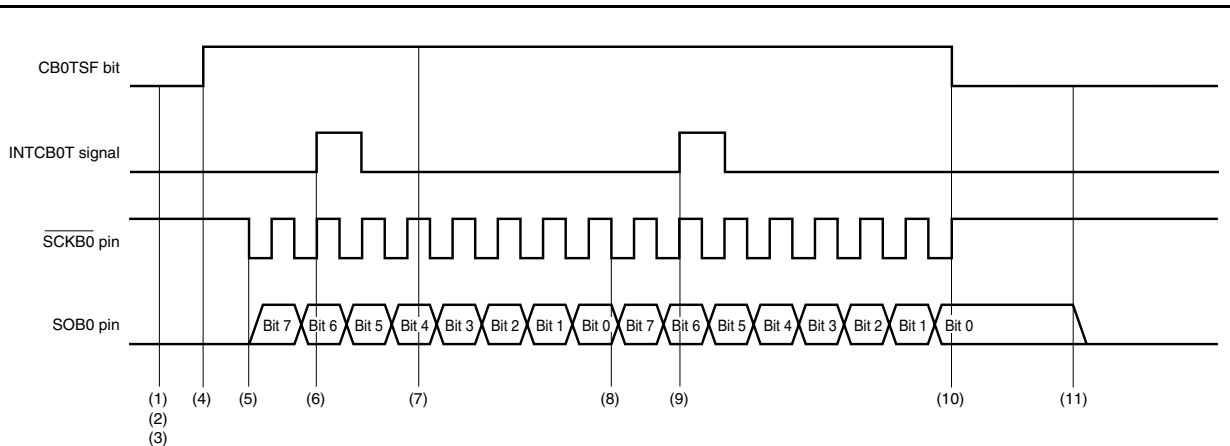 CB0TSF bit
INTCB0T signal
SCKB0 pin
SOB0 pin
Bit 7 Bit 6 Bit 5 Bit 4 Bit 3 Bit 2 Bit 1 Bit 0 Bit 7 Bit 6 Bit 5 Bit 4 Bit 3 Bit 2 Bit 1 Bit 0
(1) (4) (5) (6) (7) (8) (9) (10) (11)
(2)
(3)